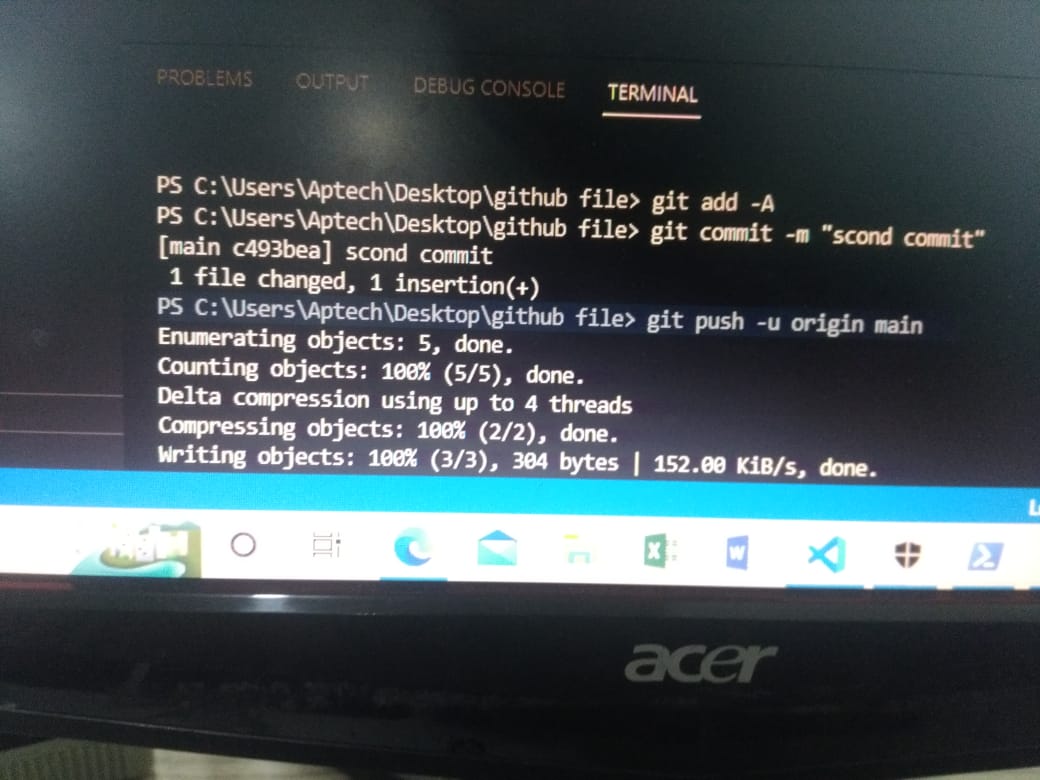 PROBLEMS OUTPUT DEBUG CONSOLE TERMINAL
PS C:\Users\Aptech\Desktop\github file> git add -A
PS C:\Users\Aptech\Desktop\github file> git commit -m "scond commit"
[main c493bea] scond commit
1 file changed, 1 insertion(+)
PS C:\Users\Aptech\Desktop\github file> git push -u origin main
Enumerating objects: 5, done.
Counting objects: 100% (5/5), done.
Delta compression using up to 4 threads
Compressing objects: 100% (2/2), done.
Writing objects: 100% (3/3), 304 bytes | 152.00 KiB/s, done.
acer